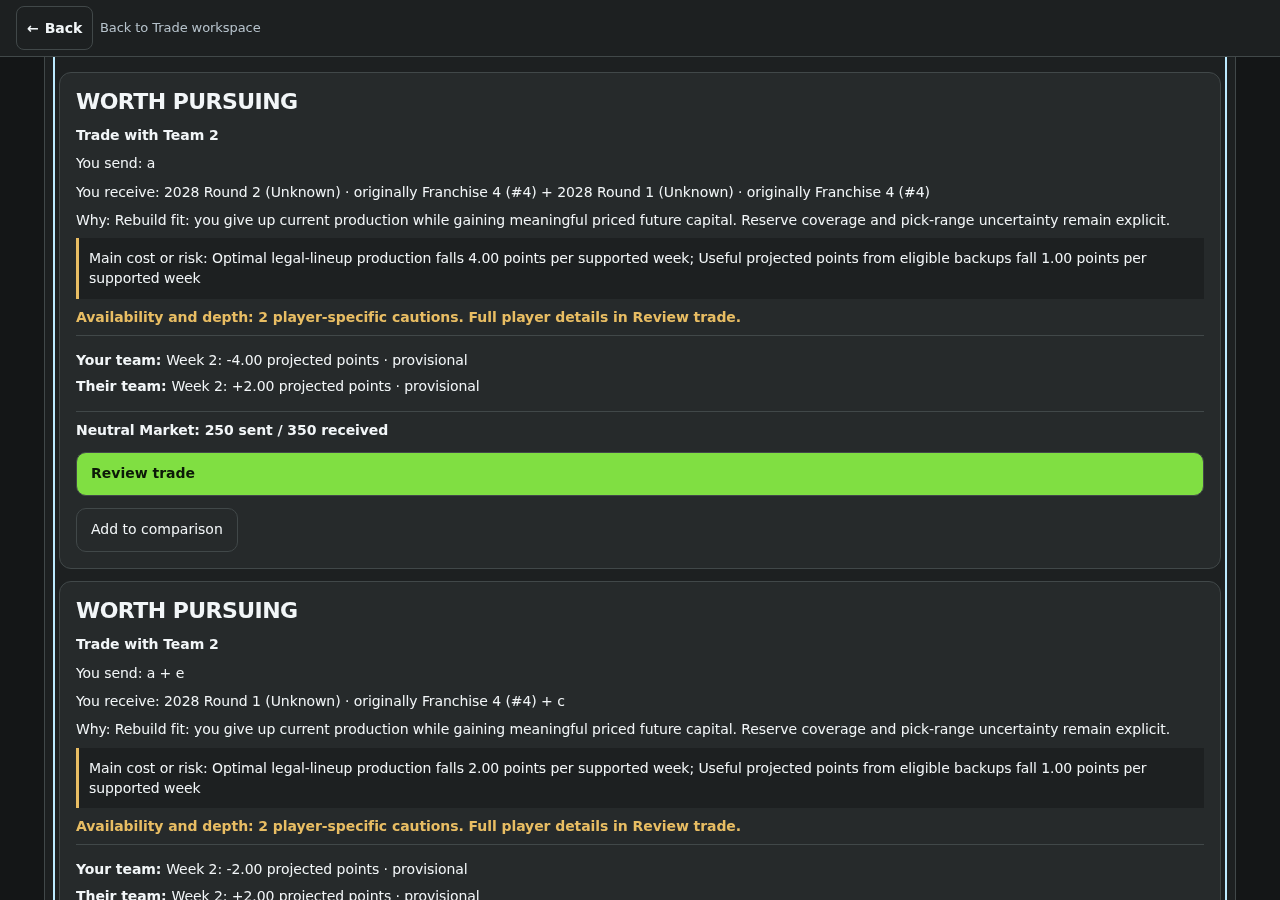 ← Back
Back to Trade workspace
WORTH PURSUING
Trade with Team 2
You send: a
You receive: 2028 Round 2 (Unknown) · originally Franchise 4 (#4) + 2028 Round 1 (Unknown) · originally Franchise 4 (#4)
Why: Rebuild fit: you give up current production while gaining meaningful priced future capital. Reserve coverage and pick-range uncertainty remain explicit.
Main cost or risk: Optimal legal-lineup production falls 4.00 points per supported week; Useful projected points from eligible backups fall 1.00 points per
supported week
Availability and depth: 2 player-specific cautions. Full player details in Review trade.
Your team: Week 2: -4.00 projected points · provisional
Their team: Week 2: +2.00 projected points · provisional
Neutral Market: 250 sent / 350 received
Review trade
Add to comparison
WORTH PURSUING
Trade with Team 2
You send: a + e
You receive: 2028 Round 1 (Unknown) · originally Franchise 4 (#4) + c
Why: Rebuild fit: you give up current production while gaining meaningful priced future capital. Reserve coverage and pick-range uncertainty remain explicit.
Main cost or risk: Optimal legal-lineup production falls 2.00 points per supported week; Useful projected points from eligible backups fall 1.00 points per
supported week
Availability and depth: 2 player-specific cautions. Full player details in Review trade.
Your team: Week 2: -2.00 projected points · provisional
Their team: Week 2: +2.00 projected points · provisional